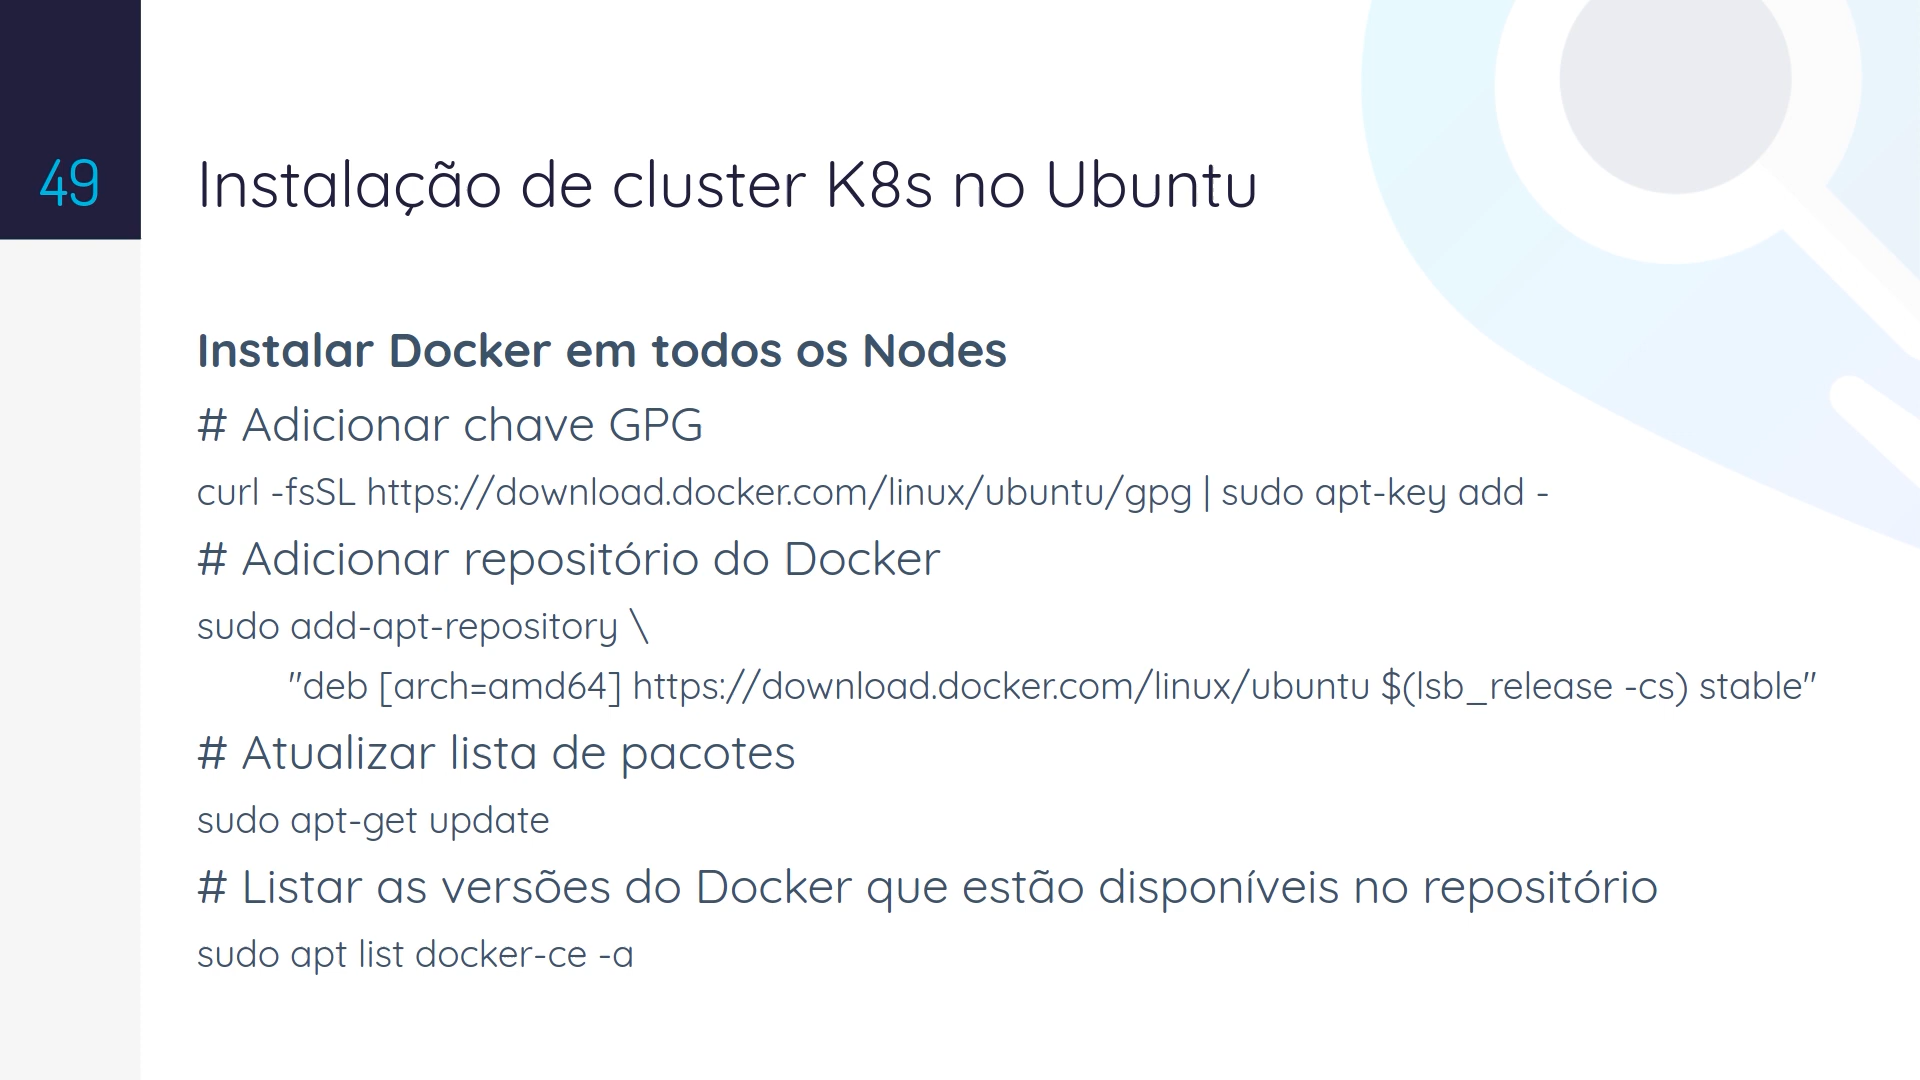 49
Instalação de cluster K8s no Ubuntu
Instalar Docker em todos os Nodes
# Adicionar chave GPG
curl -fsSL https://download.docker.com/linux/ubuntu/gpg | sudo apt-key add -
# Adicionar repositório do Docker
sudo add-apt-repository \
"deb [arch=amd64] https://download.docker.com/linux/ubuntu $(lsb_release -cs) stable"
# Atualizar lista de pacotes
sudo apt-get update
# Listar as versões do Docker que estão disponíveis no repositório
sudo apt list docker-ce -a